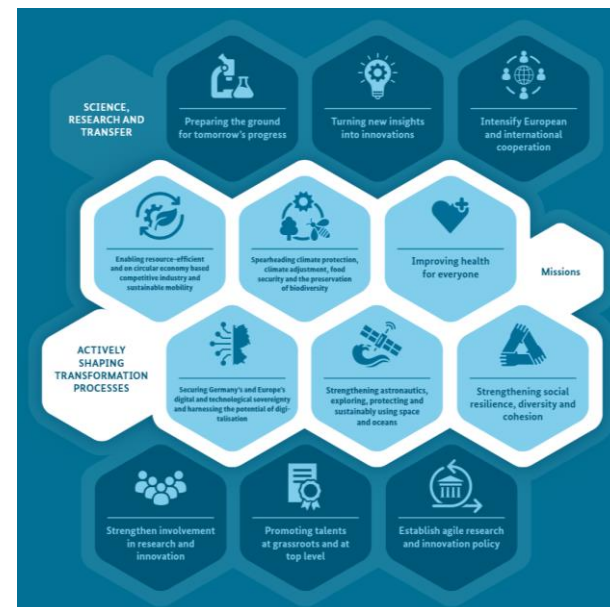 SCIENCE,
RESEARCH AND
TRANSFER
Preparing the ground
for tomorrow's progress
Turning new insights
into innovations
Intensify European
and international
cooperation
Enabling resource-efficient
and on circular economy based
competitive industry and
sustainable mobility
Spearheading climate protection,
climate adjustment, food
security and the preservation
of biodiversity
Improving health
for everyone
Missions
ACTIVELY
SHAPING
TRANSFORMATION
PROCESSES
Securing Germany's and Europe's
digital and technological sovereignty
and harnessing the potential of digi-
talisation
Strengthening astronautics,
exploring, protecting and
sustainably using space
and oceans
Strengthening social
resilience, diversity and
cohesion
Strengthen involvement
in research and
innovation
Promoting talents
at grassroots and at
top level
Establish agile research
and innovation policy